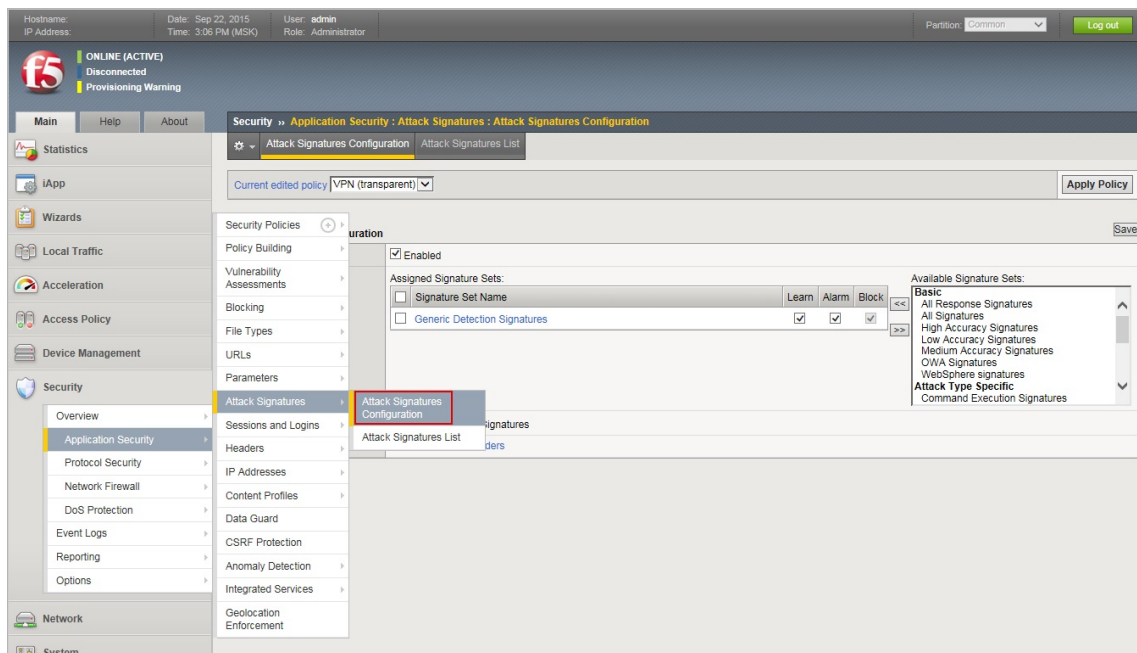 Hostname: Date: Sep 22, 2015 User: admin Partition: Common Log out
IP Address: Time: 3:06 PM (MSK) Role: Administrator
f5
ONLINE (ACTIVE)
Disconnected
Provisioning Warning
Main Help About
Security ›› Application Security : Attack Signatures : Attack Signatures Configuration
Attack Signatures Configuration Attack Signatures List
Current edited policy VPN (transparent) Apply Policy
Statistics
iApp
Wizards
Local Traffic
Acceleration
Access Policy
Device Management
Security
Overview
Application Security
Protocol Security
Network Firewall
DoS Protection
Event Logs
Reporting
Options
Network
System
Security Policies
Policy Building
Vulnerability
Assessments
Blocking
File Types
URLs
Parameters
Attack Signatures
Sessions and Logins
Headers
IP Addresses
Content Profiles
Data Guard
CSRF Protection
Anomaly Detection
Integrated Services
Geolocation
Enforcement
Attack Signatures
Configuration
Attack Signatures List
uration Save
Enabled
Assigned Signature Sets:
Signature Set Name Learn Alarm Block
Generic Detection Signatures
<<
>>
Available Signature Sets:
Basic
All Response Signatures
All Signatures
High Accuracy Signatures
Low Accuracy Signatures
Medium Accuracy Signatures
OWA Signatures
WebSphere signatures
Attack Type Specific
Command Execution Signatures
ignatures
ders